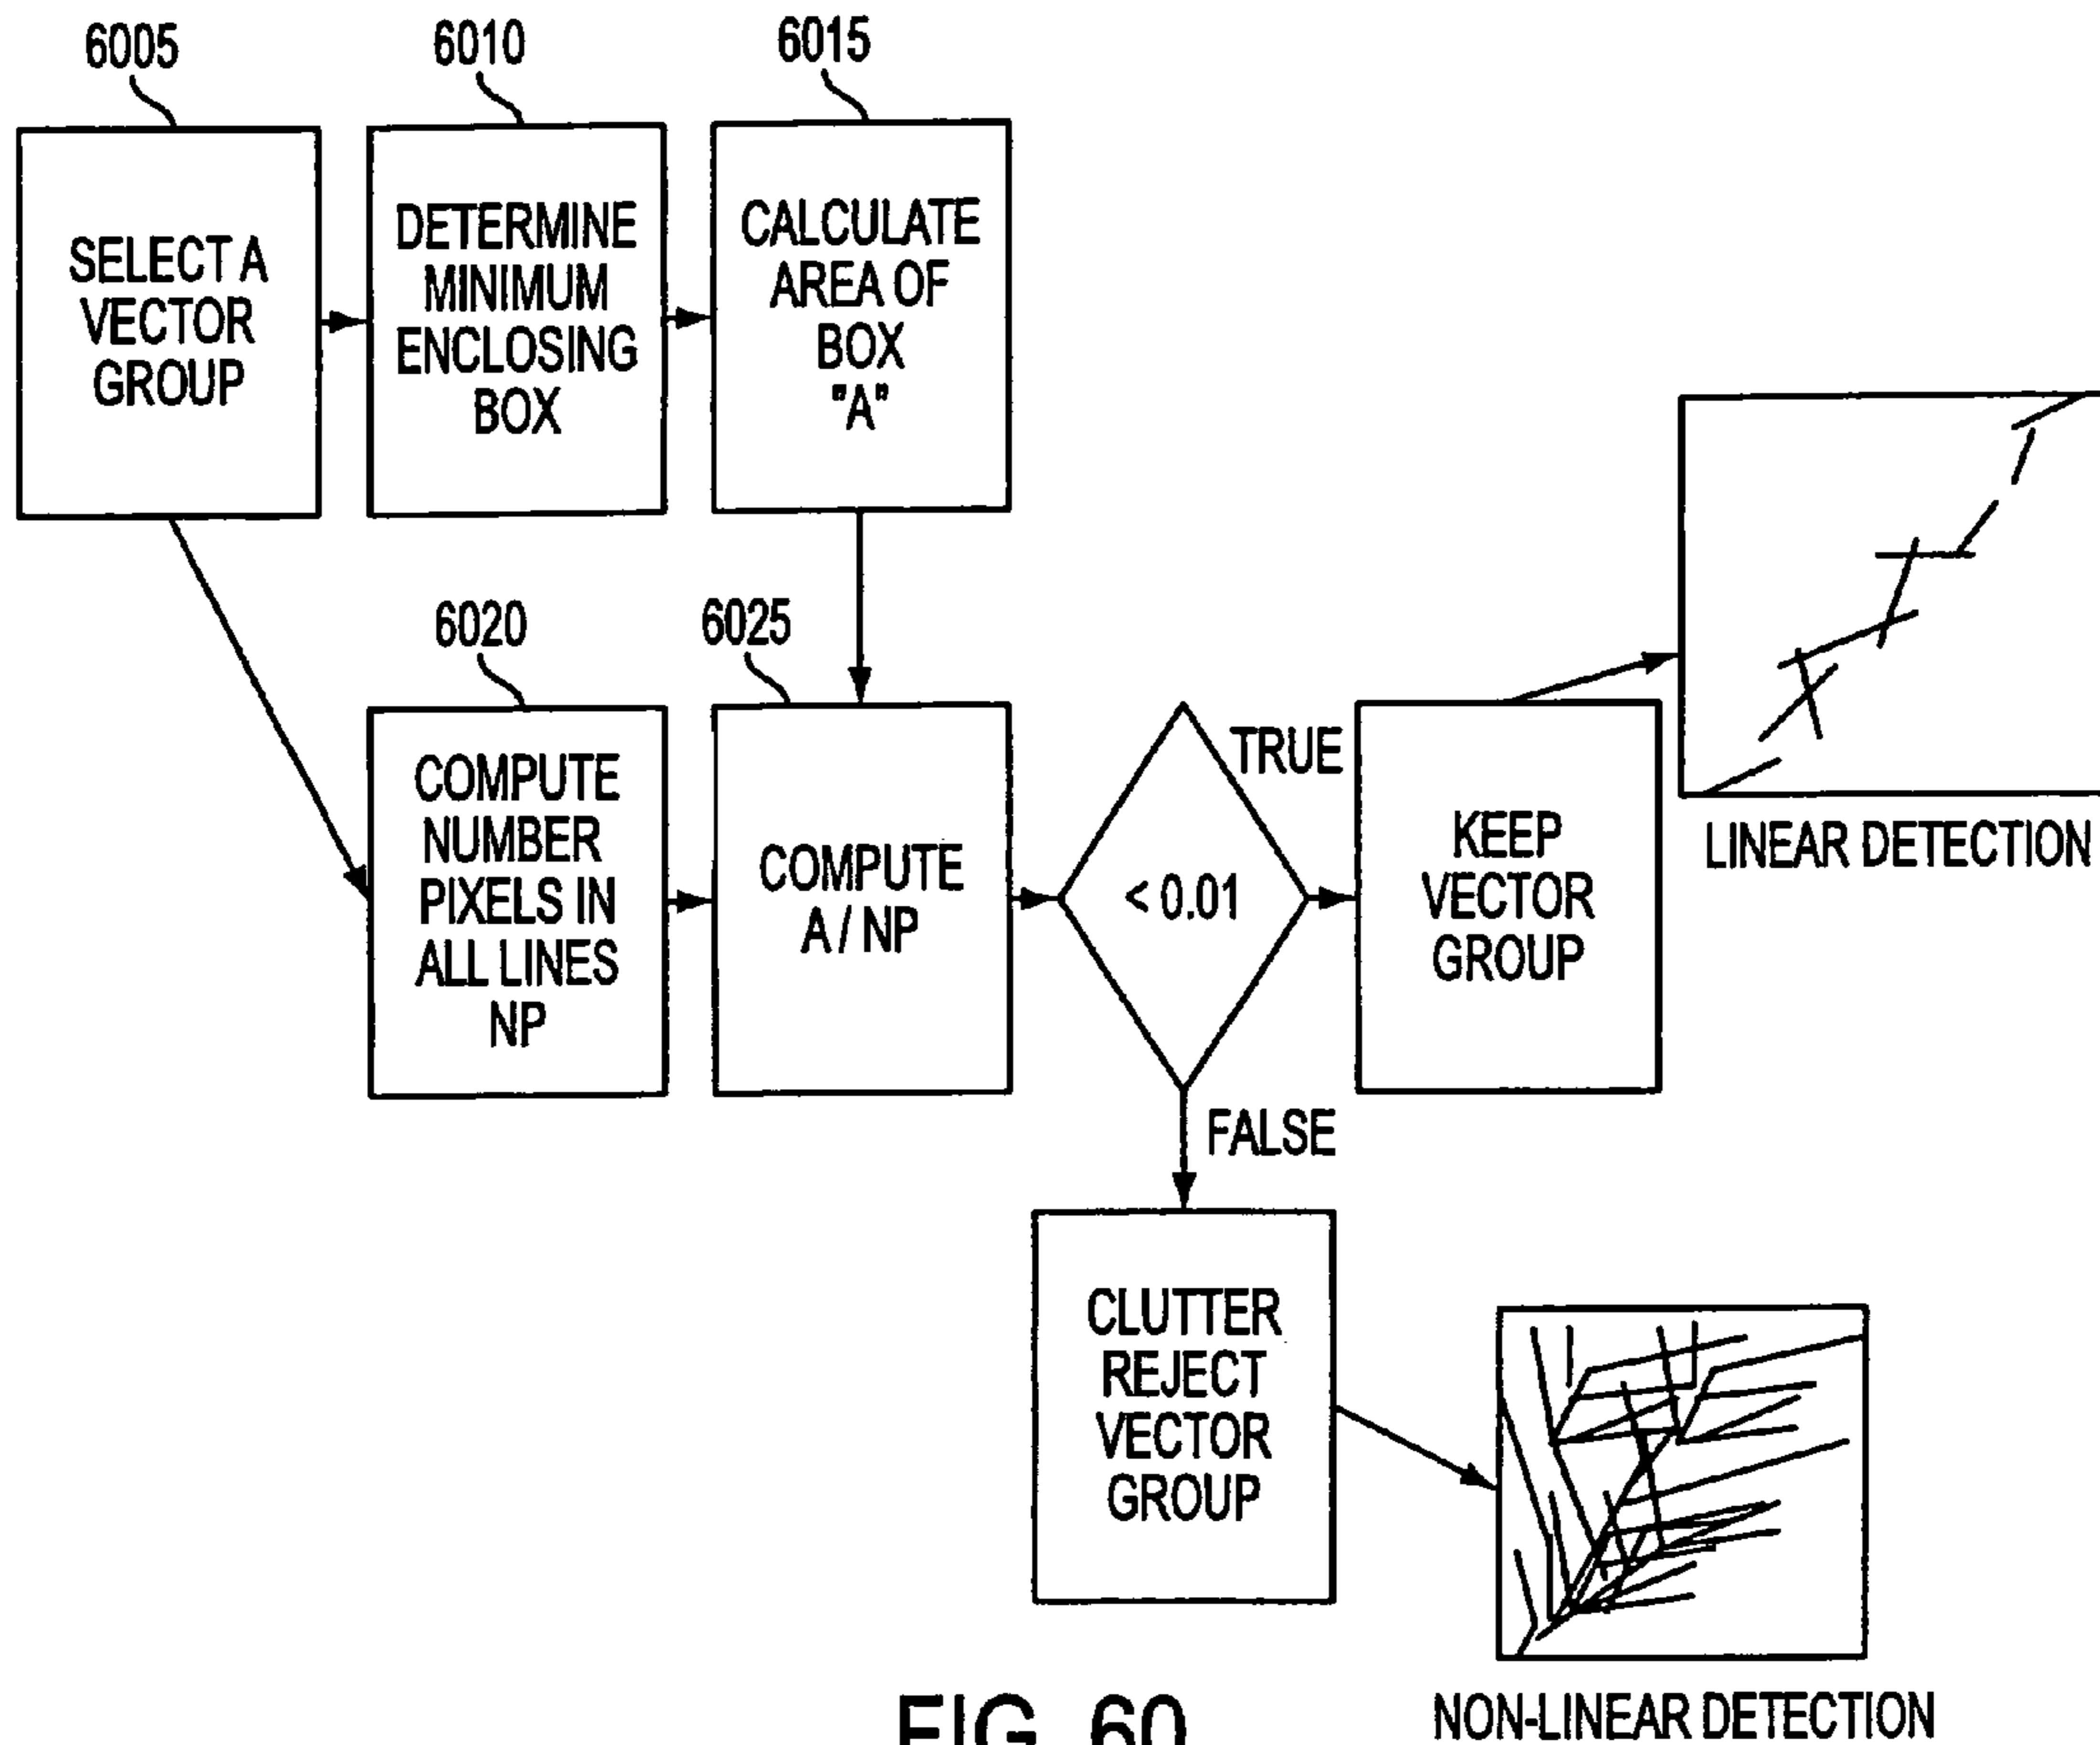 6005
6010
6015
SELECT A
VECTOR
GROUP
DETERMINE
MINIMUM
ENCLOSING
BOX
CALCULATE
AREA OF
BOX
"A"
6020
6025
COMPUTE
NUMBER
PIXELS IN
ALL LINES
NP
COMPUTE
A / NP
< 0.01
TRUE
KEEP
VECTOR
GROUP
LINEAR DETECTION
FALSE
CLUTTER
REJECT
VECTOR
GROUP
NON-LINEAR DETECTION
FIG. 60